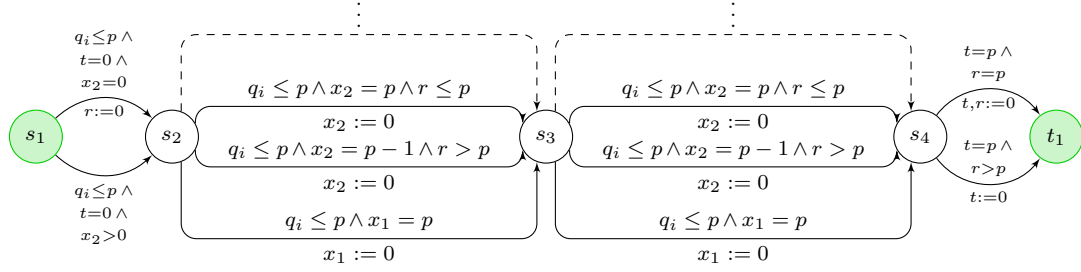 ⋮
⋮
q_i≤p ∧
t=0 ∧
x_2=0
r:=0
s_1
q_i≤p ∧
t=0 ∧
x_2>0
s_2
q_i ≤ p ∧ x_2 = p ∧ r ≤ p
x_2 := 0
q_i ≤ p ∧ x_2 = p − 1 ∧ r > p
x_2 := 0
q_i ≤ p ∧ x_1 = p
x_1 := 0
s_3
q_i ≤ p ∧ x_2 = p ∧ r ≤ p
x_2 := 0
q_i ≤ p ∧ x_2 = p − 1 ∧ r > p
x_2 := 0
q_i ≤ p ∧ x_1 = p
x_1 := 0
s_4
t=p ∧
r=p
t,r:=0
t=p ∧
r>p
t:=0
t_1